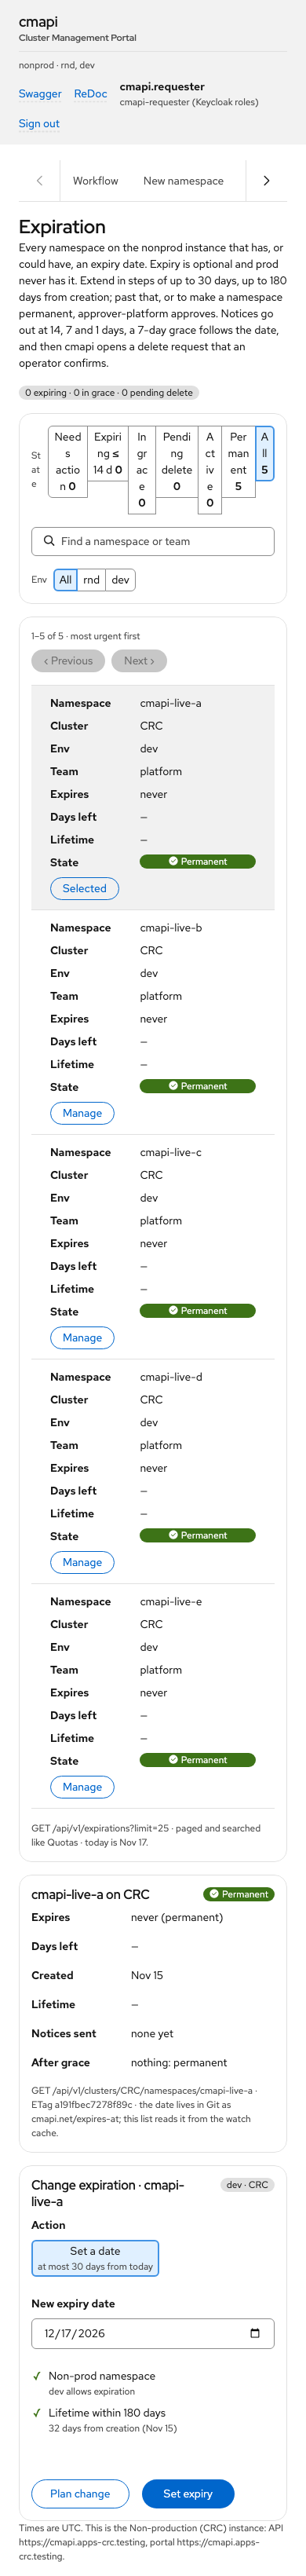 cmapi
Cluster Management Portal
nonprod · rnd, dev
Swagger ReDoc cmapi.requester
cmapi-requester (Keycloak roles)
Sign out
Workflow New namespace
Expiration
Every namespace on the nonprod instance that has, or
could have, an expiry date. Expiry is optional and prod
never has it. Extend in steps of up to 30 days, up to 180
days from creation; past that, or to make a namespace
permanent, approver-platform approves. Notices go
out at 14, 7 and 1 days, a 7-day grace follows the date,
and then cmapi opens a delete request that an
operator confirms.
0 expiring · 0 in grace · 0 pending delete
State
Needs action 0
Expiring ≤ 14 d 0
In grace 0
Pending delete 0
Active 0
Permanent 5
All 5
Find a namespace or team
Env All rnd dev
1–5 of 5 · most urgent first
‹ Previous Next ›
Namespace cmapi-live-a
Cluster CRC
Env dev
Team platform
Expires never
Days left —
Lifetime —
State Permanent
Selected
Namespace cmapi-live-b
Cluster CRC
Env dev
Team platform
Expires never
Days left —
Lifetime —
State Permanent
Manage
Namespace cmapi-live-c
Cluster CRC
Env dev
Team platform
Expires never
Days left —
Lifetime —
State Permanent
Manage
Namespace cmapi-live-d
Cluster CRC
Env dev
Team platform
Expires never
Days left —
Lifetime —
State Permanent
Manage
Namespace cmapi-live-e
Cluster CRC
Env dev
Team platform
Expires never
Days left —
Lifetime —
State Permanent
Manage
GET /api/v1/expirations?limit=25 · paged and searched
like Quotas · today is Nov 17.
cmapi-live-a on CRC Permanent
Expires never (permanent)
Days left —
Created Nov 15
Lifetime —
Notices sent none yet
After grace nothing: permanent
GET /api/v1/clusters/CRC/namespaces/cmapi-live-a ·
ETag a191fbec7278f89c · the date lives in Git as
cmapi.net/expires-at; this list reads it from the watch
cache.
Change expiration · cmapi-
live-a
dev · CRC
Action
Set a date
at most 30 days from today
New expiry date
12/17/2026
✓ Non-prod namespace
dev allows expiration
✓ Lifetime within 180 days
32 days from creation (Nov 15)
Plan change Set expiry
Times are UTC. This is the Non-production (CRC) instance: API
https://cmapi.apps-crc.testing, portal https://cmapi.apps-
crc.testing.